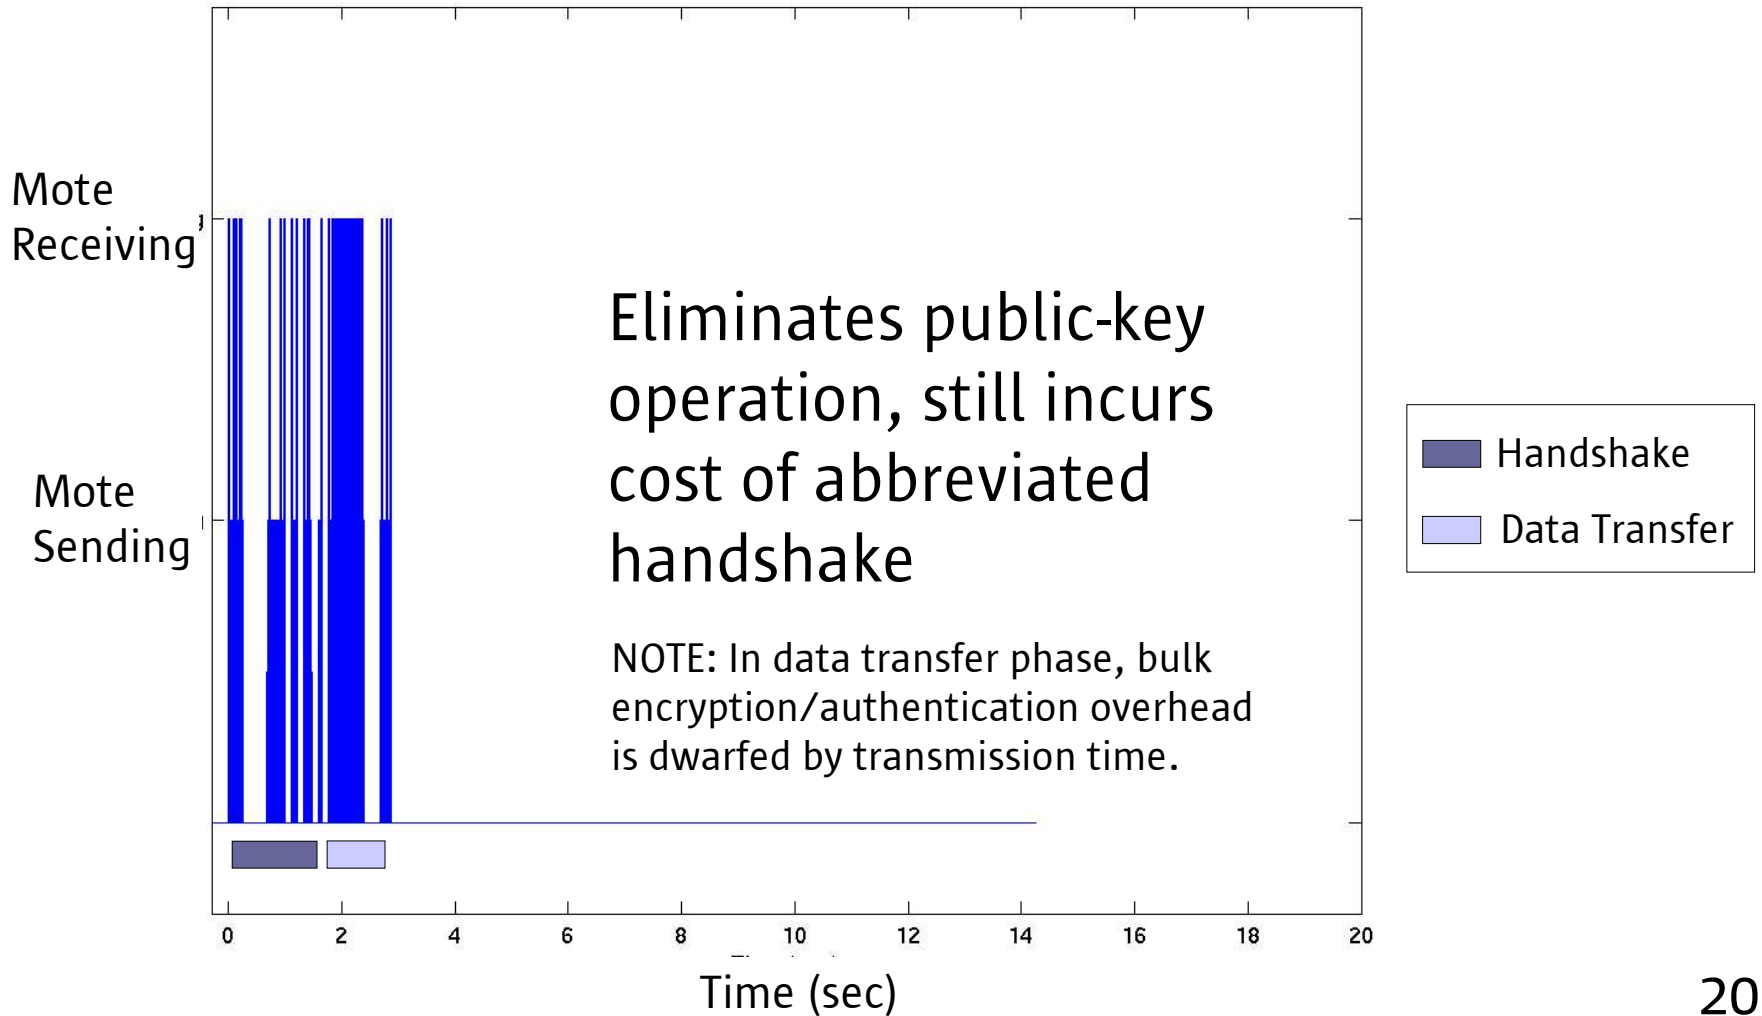 Mote
Receiving
Mote
Sending
Eliminates public-key
operation, still incurs
cost of abbreviated
handshake
NOTE: In data transfer phase, bulk
encryption/authentication overhead
is dwarfed by transmission time.
Handshake
Data Transfer
0 2 4 6 8 10 12 14 16 18 20
Time (sec)
20